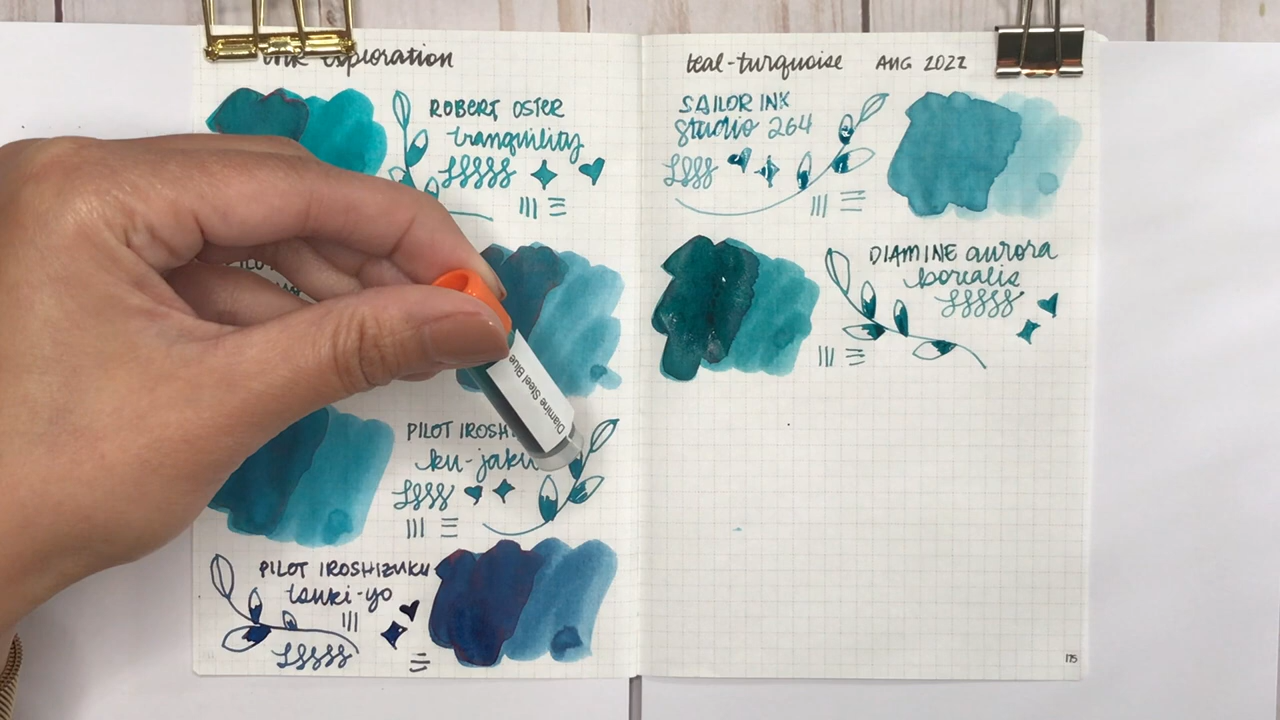 exploration
ROBERT OSTER
tranquility
Diamine Steel Blue
PILOT IROSHI
ku-jaku
PILOT IROSHIZUKU
tsuki-yo
teal-turquoise AUG 2022
SAILOR INK
studio 264
DIAMINE aurora
borealis
175